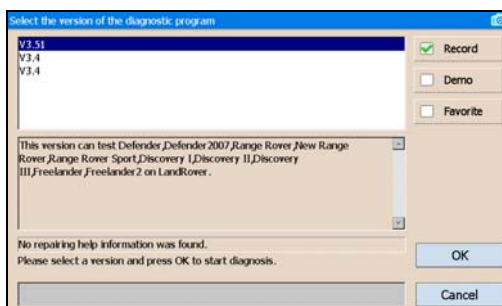 Select the version of the diagnostic program
V3.51
V3.4
V3.4
Record
Demo
Favorite
This version can test Defender,Defender2007,Range Rover,New Range
Rover,Range Rover Sport,Discovery I,Discovery II,Discovery
III,Freelander,Freelander2 on LandRover.
No repairing help information was found.
Please select a version and press OK to start diagnosis.
OK
Cancel